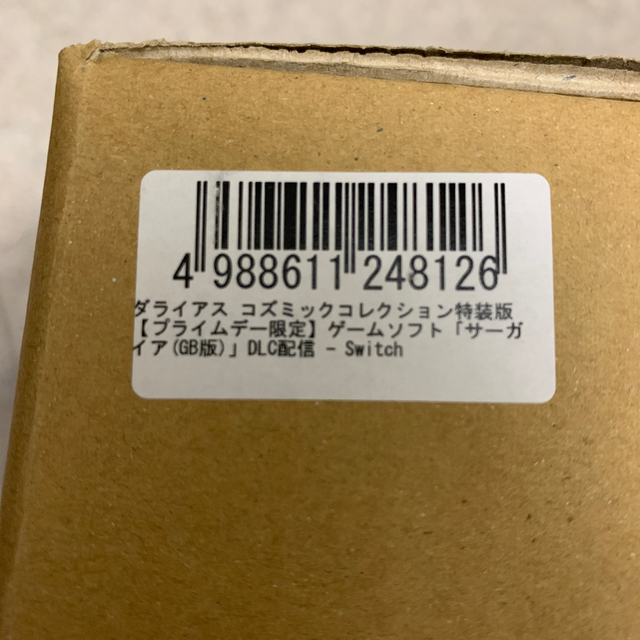 4 988611 248126
ダライアス コズミックコレクション特装版
【プライムデー限定】ゲームソフト「サーガ
イア(GB版)」DLC配信 - Switch